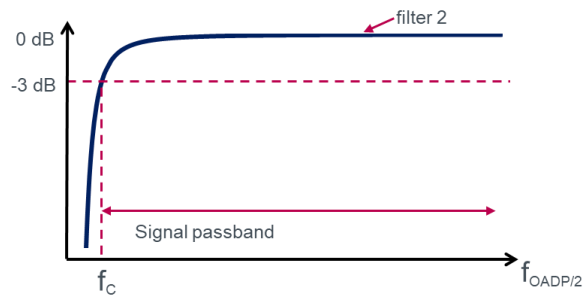 filter 2
0 dB
-3 dB
Signal passband
fC
fOADP/2